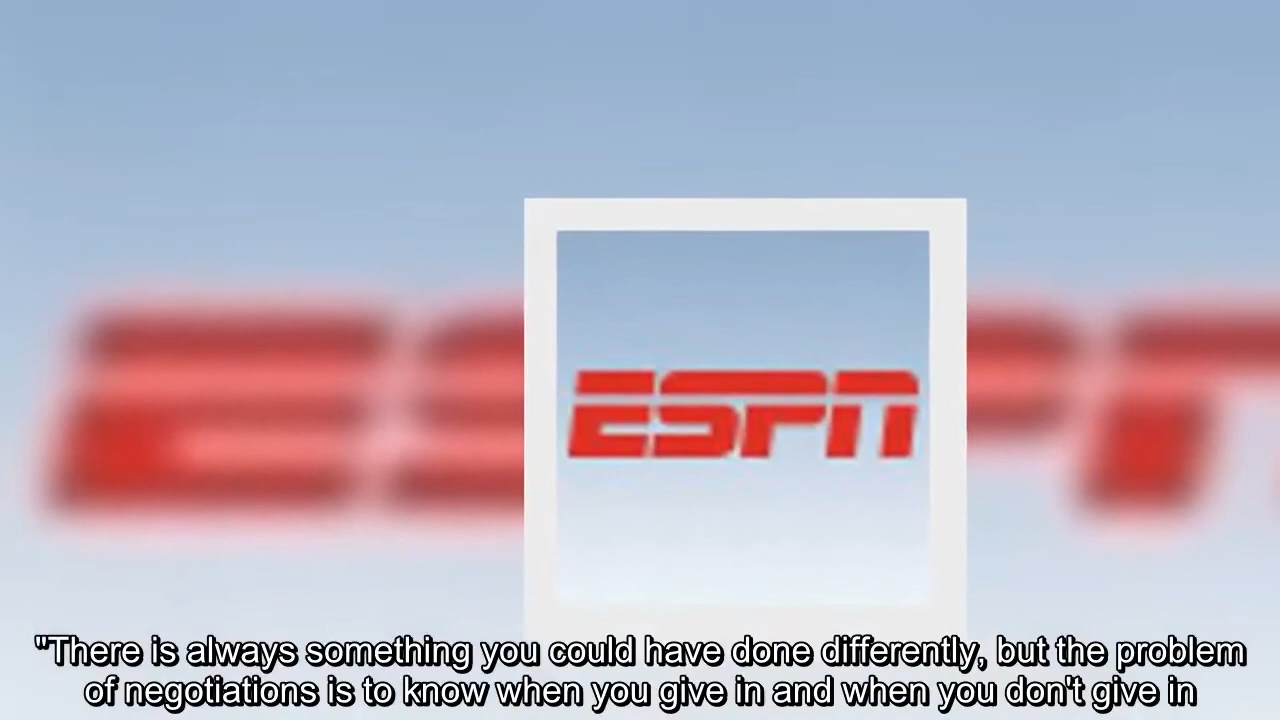 ESPN
"There is always something you could have done differently, but the problem
of negotiations is to know when you give in and when you don't give in